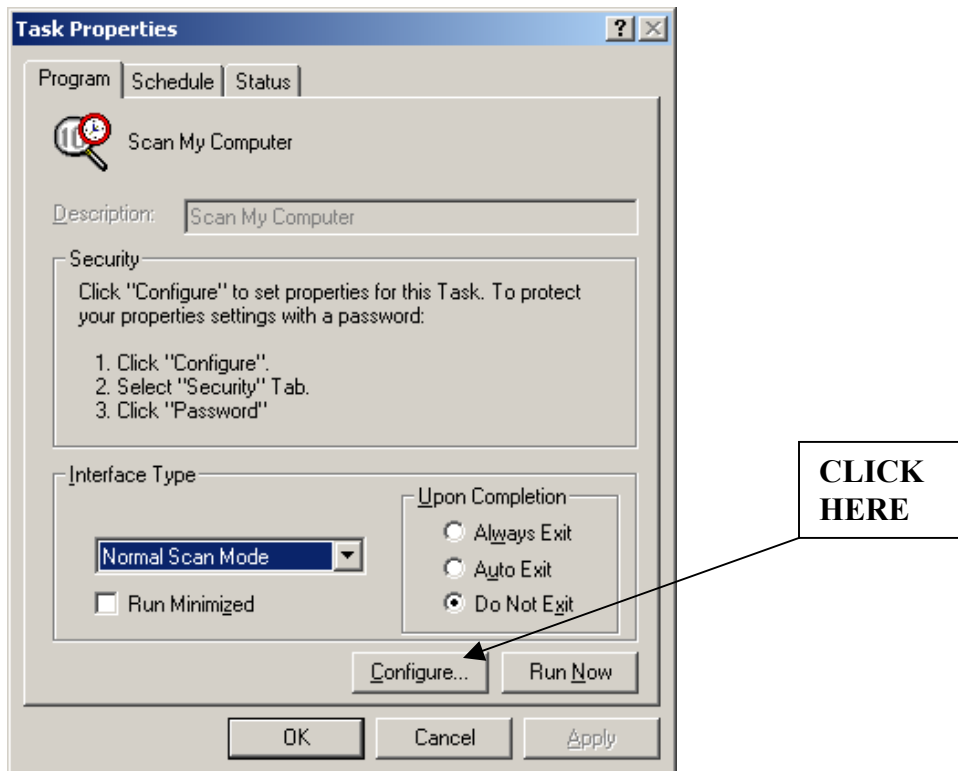 Task Properties
Program Schedule Status
Scan My Computer
Description: Scan My Computer
Security
Click "Configure" to set properties for this Task. To protect
your properties settings with a password:
1. Click "Configure".
2. Select "Security" Tab.
3. Click "Password"
Interface Type
Normal Scan Mode
Run Minimized
Upon Completion
Always Exit
Auto Exit
Do Not Exit
CLICK
HERE
Configure... Run Now
OK Cancel Apply